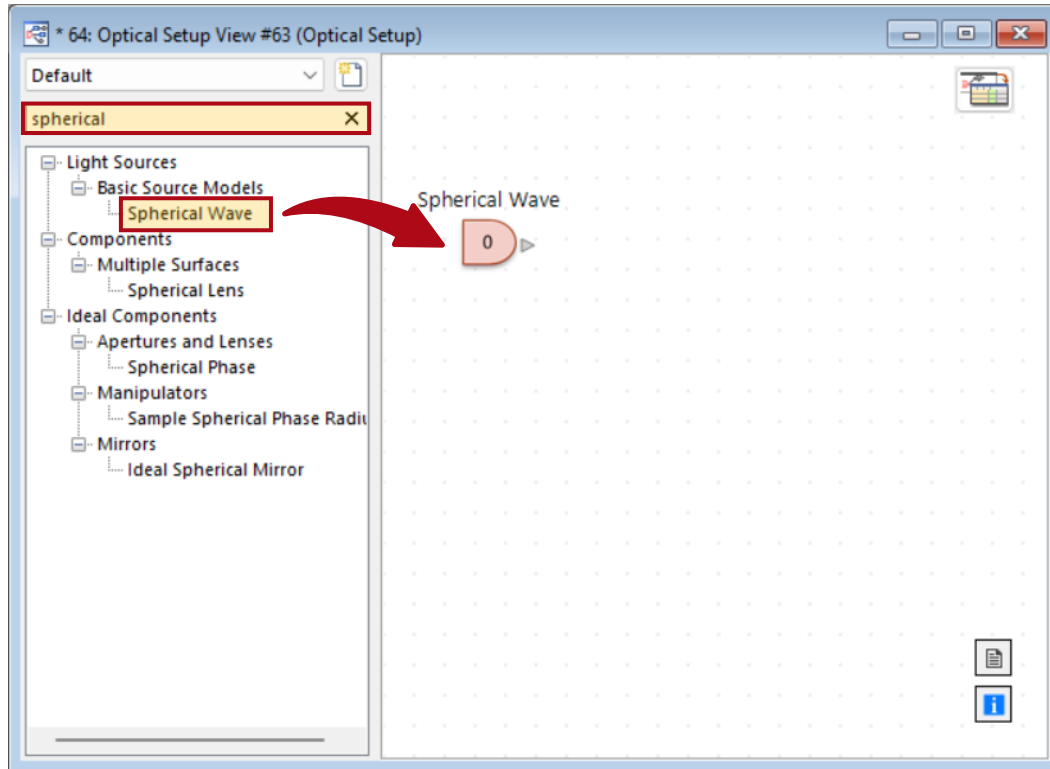 * 64: Optical Setup View #63 (Optical Setup)
Default
spherical
Light Sources
Basic Source Models
Spherical Wave
Components
Multiple Surfaces
Spherical Lens
Ideal Components
Apertures and Lenses
Spherical Phase
Manipulators
Sample Spherical Phase Radiu
Mirrors
Ideal Spherical Mirror
Spherical Wave
0
i